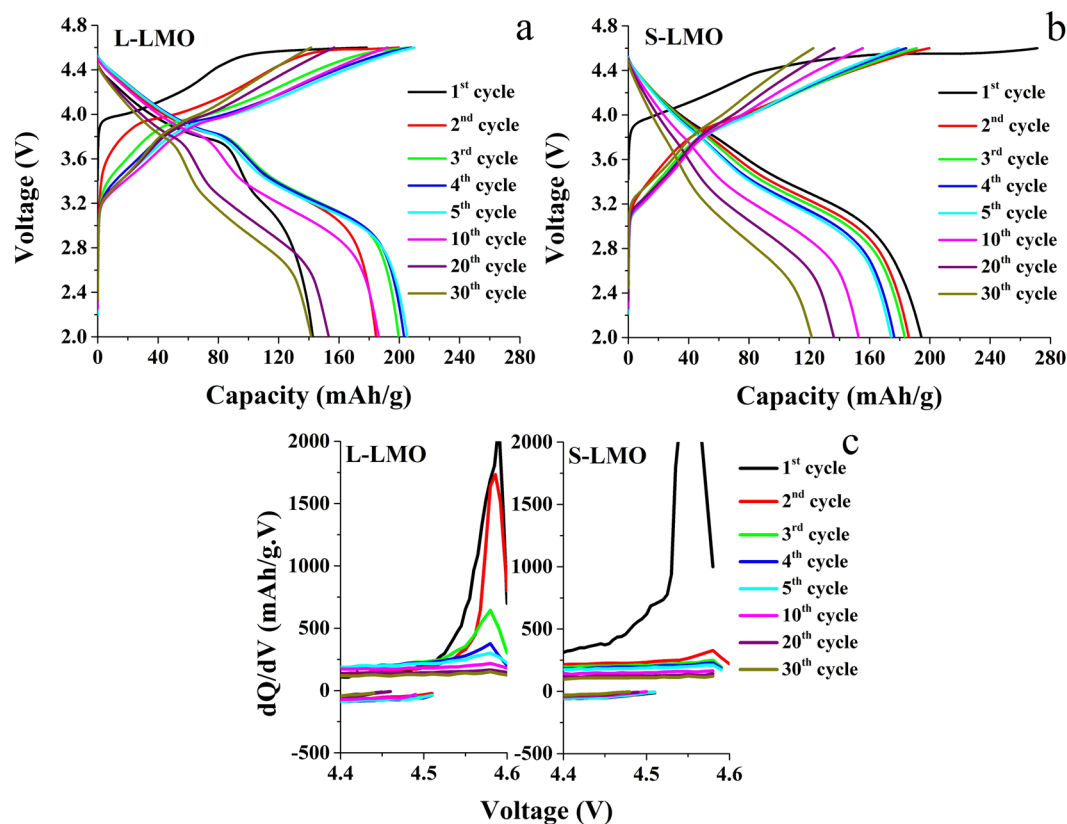 a
L-LMO
4.8
4.4
4.0
3.6
3.2
2.8
2.4
2.0
Voltage (V)
1st cycle
2nd cycle
3rd cycle
4th cycle
5th cycle
10th cycle
20th cycle
30th cycle
0 40 80 120 160 200 240 280
Capacity (mAh/g)
b
S-LMO
4.8
4.4
4.0
3.6
3.2
2.8
2.4
2.0
Voltage (V)
1st cycle
2nd cycle
3rd cycle
4th cycle
5th cycle
10th cycle
20th cycle
30th cycle
0 40 80 120 160 200 240 280
Capacity (mAh/g)
c
L-LMO
2000
1500
1000
500
0
-500
dQ/dV (mAh/g.V)
4.4 4.5 4.6
S-LMO
2000
1500
1000
500
0
-500
4.4 4.5 4.6
1st cycle
2nd cycle
3rd cycle
4th cycle
5th cycle
10th cycle
20th cycle
30th cycle
Voltage (V)